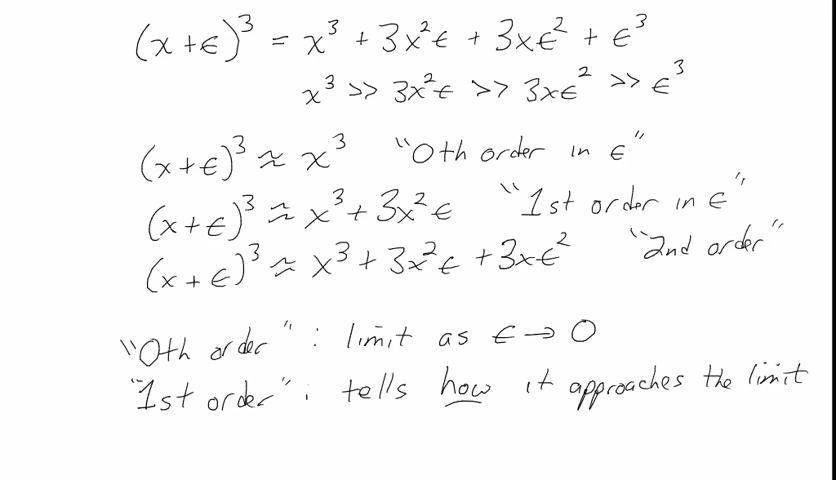 (x+ϵ)³ = x³ + 3x²ϵ + 3xϵ² + ϵ³
x³ >> 3x²ϵ >> 3xϵ² >> ϵ³
(x+ϵ)³ ≈ x³ "0th order in ϵ"
(x+ϵ)³ ≈ x³ + 3x²ϵ "1st order in ϵ"
(x+ϵ)³ ≈ x³ + 3x²ϵ + 3xϵ² "2nd order"
"0th order" : limit as ϵ → 0
"1st order" : tells how it approaches the limit